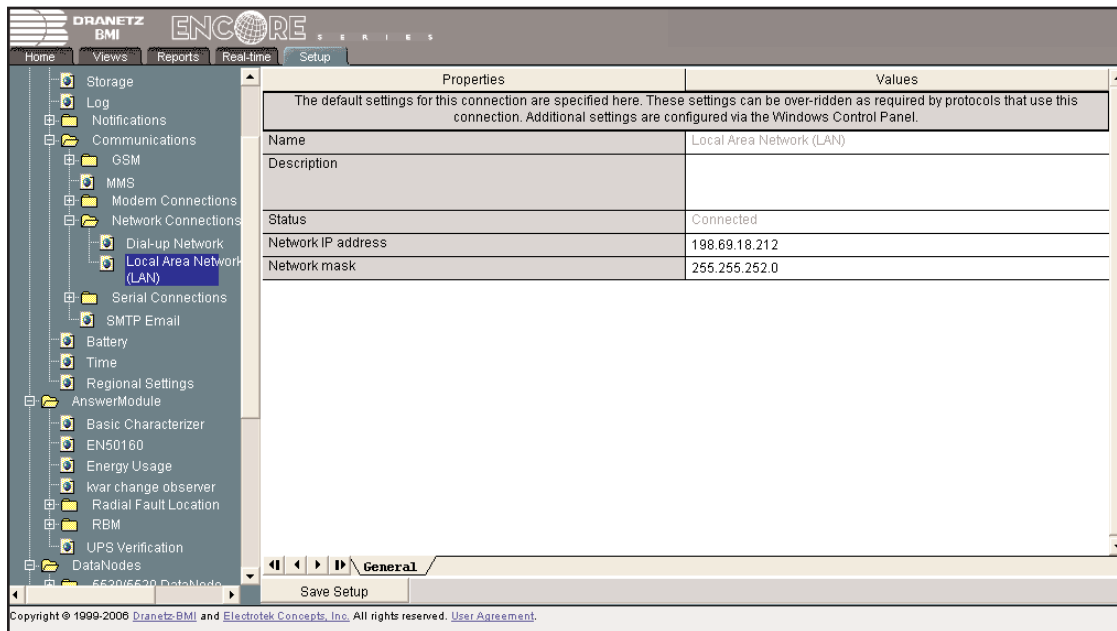 DRANETZ
BMI
ENCORE
SERIES
Home Views Reports Real-time Setup
Storage
Log
Notifications
Communications
GSM
MMS
Modem Connections
Network Connections
Dial-up Network
Local Area Network
(LAN)
Serial Connections
SMTP Email
Battery
Time
Regional Settings
AnswerModule
Basic Characterizer
EN50160
Energy Usage
kvar change observer
Radial Fault Location
RBM
UPS Verification
DataNodes
5530/5520 DataNode
Properties Values
The default settings for this connection are specified here. These settings can be over-ridden as required by protocols that use this
connection. Additional settings are configured via the Windows Control Panel.
Name Local Area Network (LAN)
Description
Status Connected
Network IP address 198.69.18.212
Network mask 255.255.252.0
General
Save Setup
Copyright © 1999-2006 Dranetz-BMI and Electrotek Concepts, Inc. All rights reserved. User Agreement.